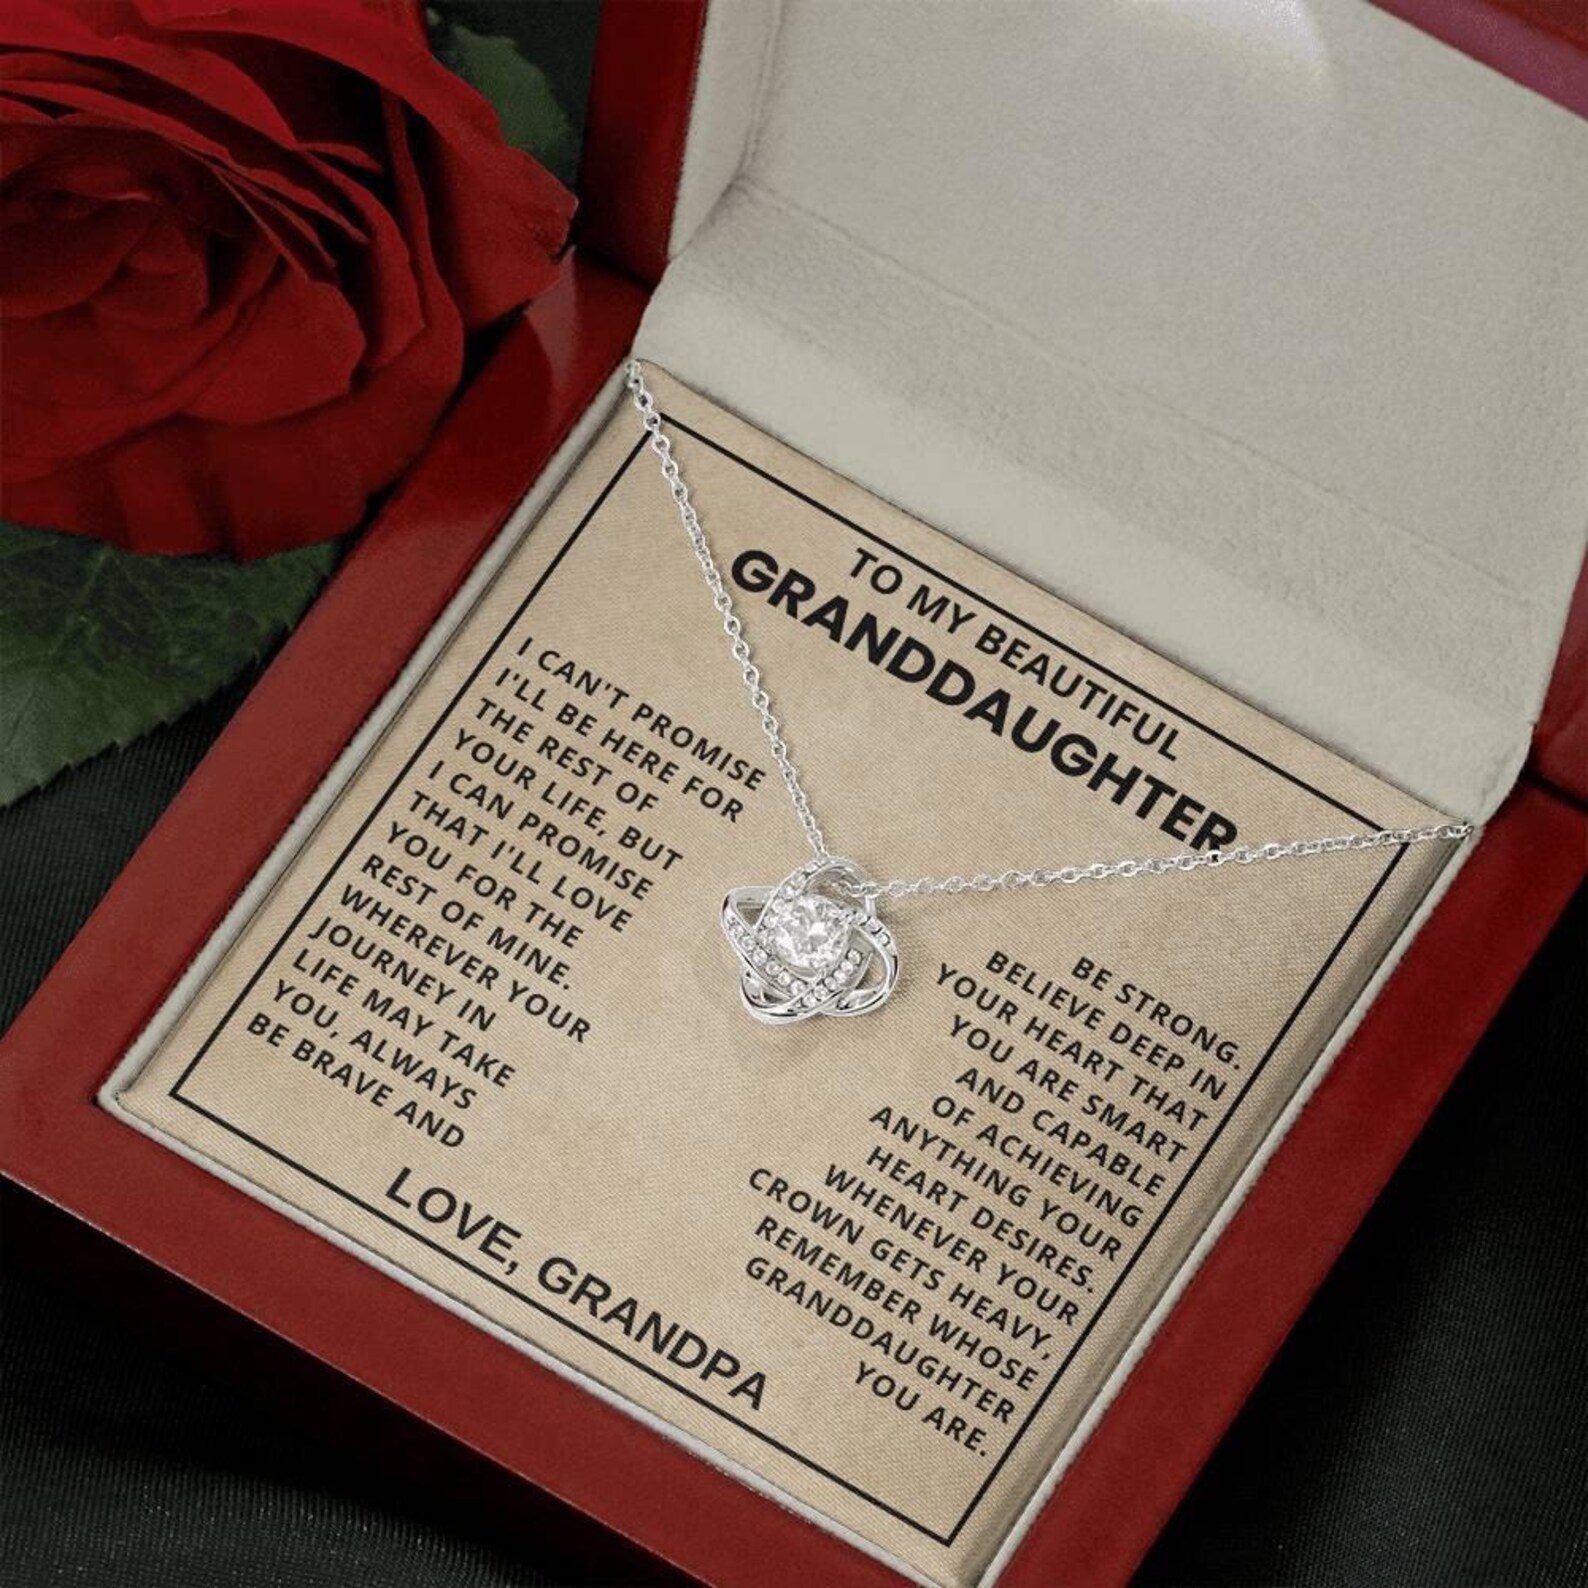 TO MY BEAUTIFUL
GRANDDAUGHTER
I CAN'T PROMISE
I'LL BE HERE FOR
THE REST OF
YOUR LIFE, BUT
I CAN PROMISE
THAT I'LL LOVE
YOU FOR THE
REST OF MINE.
WHEREVER YOUR
JOURNEY IN
LIFE MAY TAKE
YOU, ALWAYS
BE BRAVE AND
BE STRONG.
BELIEVE DEEP IN
YOUR HEART THAT
YOU ARE SMART
AND CAPABLE
OF ACHIEVING
ANYTHING YOUR
HEART DESIRES.
WHENEVER YOUR
CROWN GETS HEAVY,
REMEMBER WHOSE
GRANDDAUGHTER
YOU ARE.
LOVE, GRANDPA